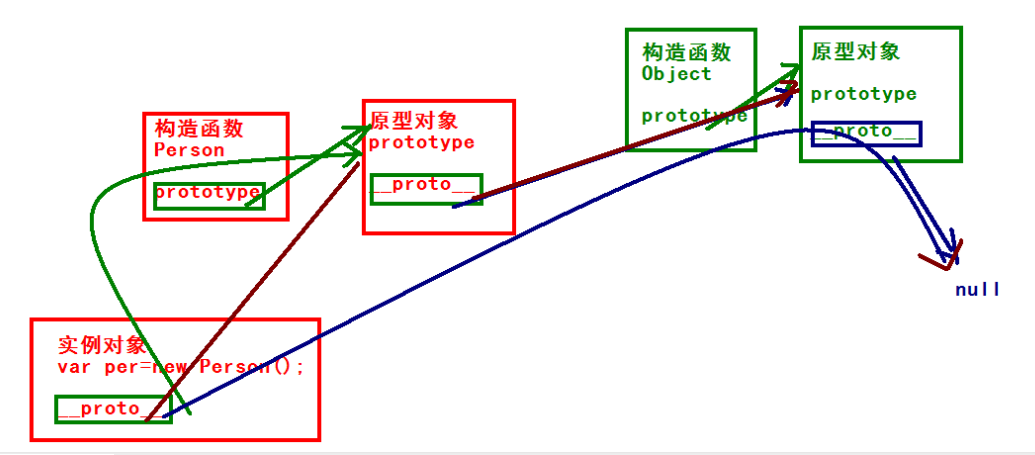 构造函数
Person
prototype
原型对象
prototype
__proto__
构造函数
Object
prototype
原型对象
prototype
__proto__
null
实例对象
var per=new Person();
__proto__